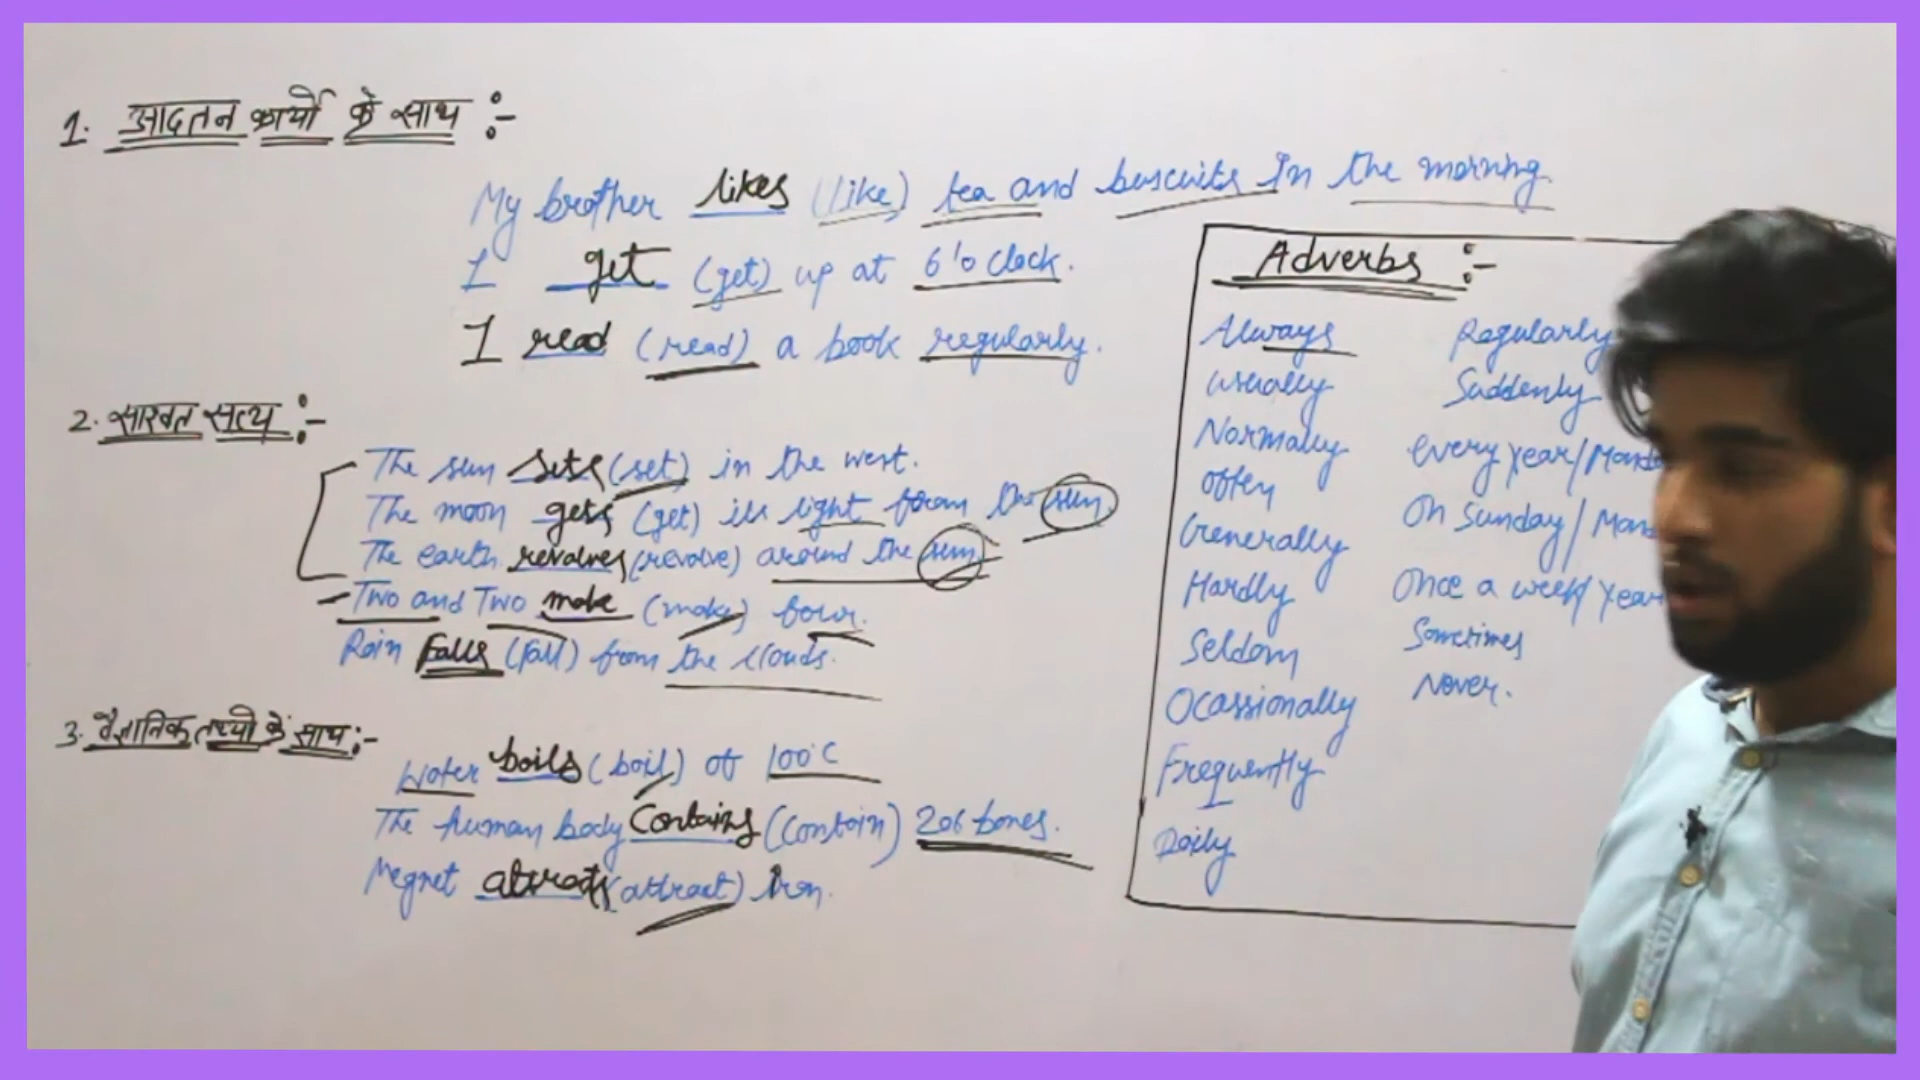 1. आदतन कार्यो के साथ :-
My brother likes (like) tea and buscuits In the morning.
I get (get) up at 6'o clock.
I read (read) a book regularly.
2. सास्वत सत्य :-
The sun sets (set) in the west.
The moon gets (get) its light from the sun.
The earth revolves (revolve) around the sun
Two and Two make (make) four.
Rain Falls (Fall) from the clouds.
3. वैज्ञानिक तथ्यो के साथ :-
Water boils (boil) at 100°C
The human body Contains (Contain) 206 bones.
Megnet attracts (attract) Iron.
Adverbs :-
Always
Usually
Normally
Often
Generally
Hardly
Seldom
Ocassionally
Frequently
Daily
Regularly
Suddenly
every year/
On Sunday/
Once a week/year
Sometimes
Never.